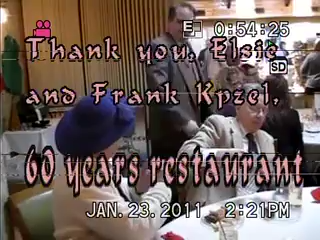 E 0:54:25
Thank you, Elsie
SD
and Frank Kpzel,
60 years restaurant
JAN. 23. 2011 2:21PM